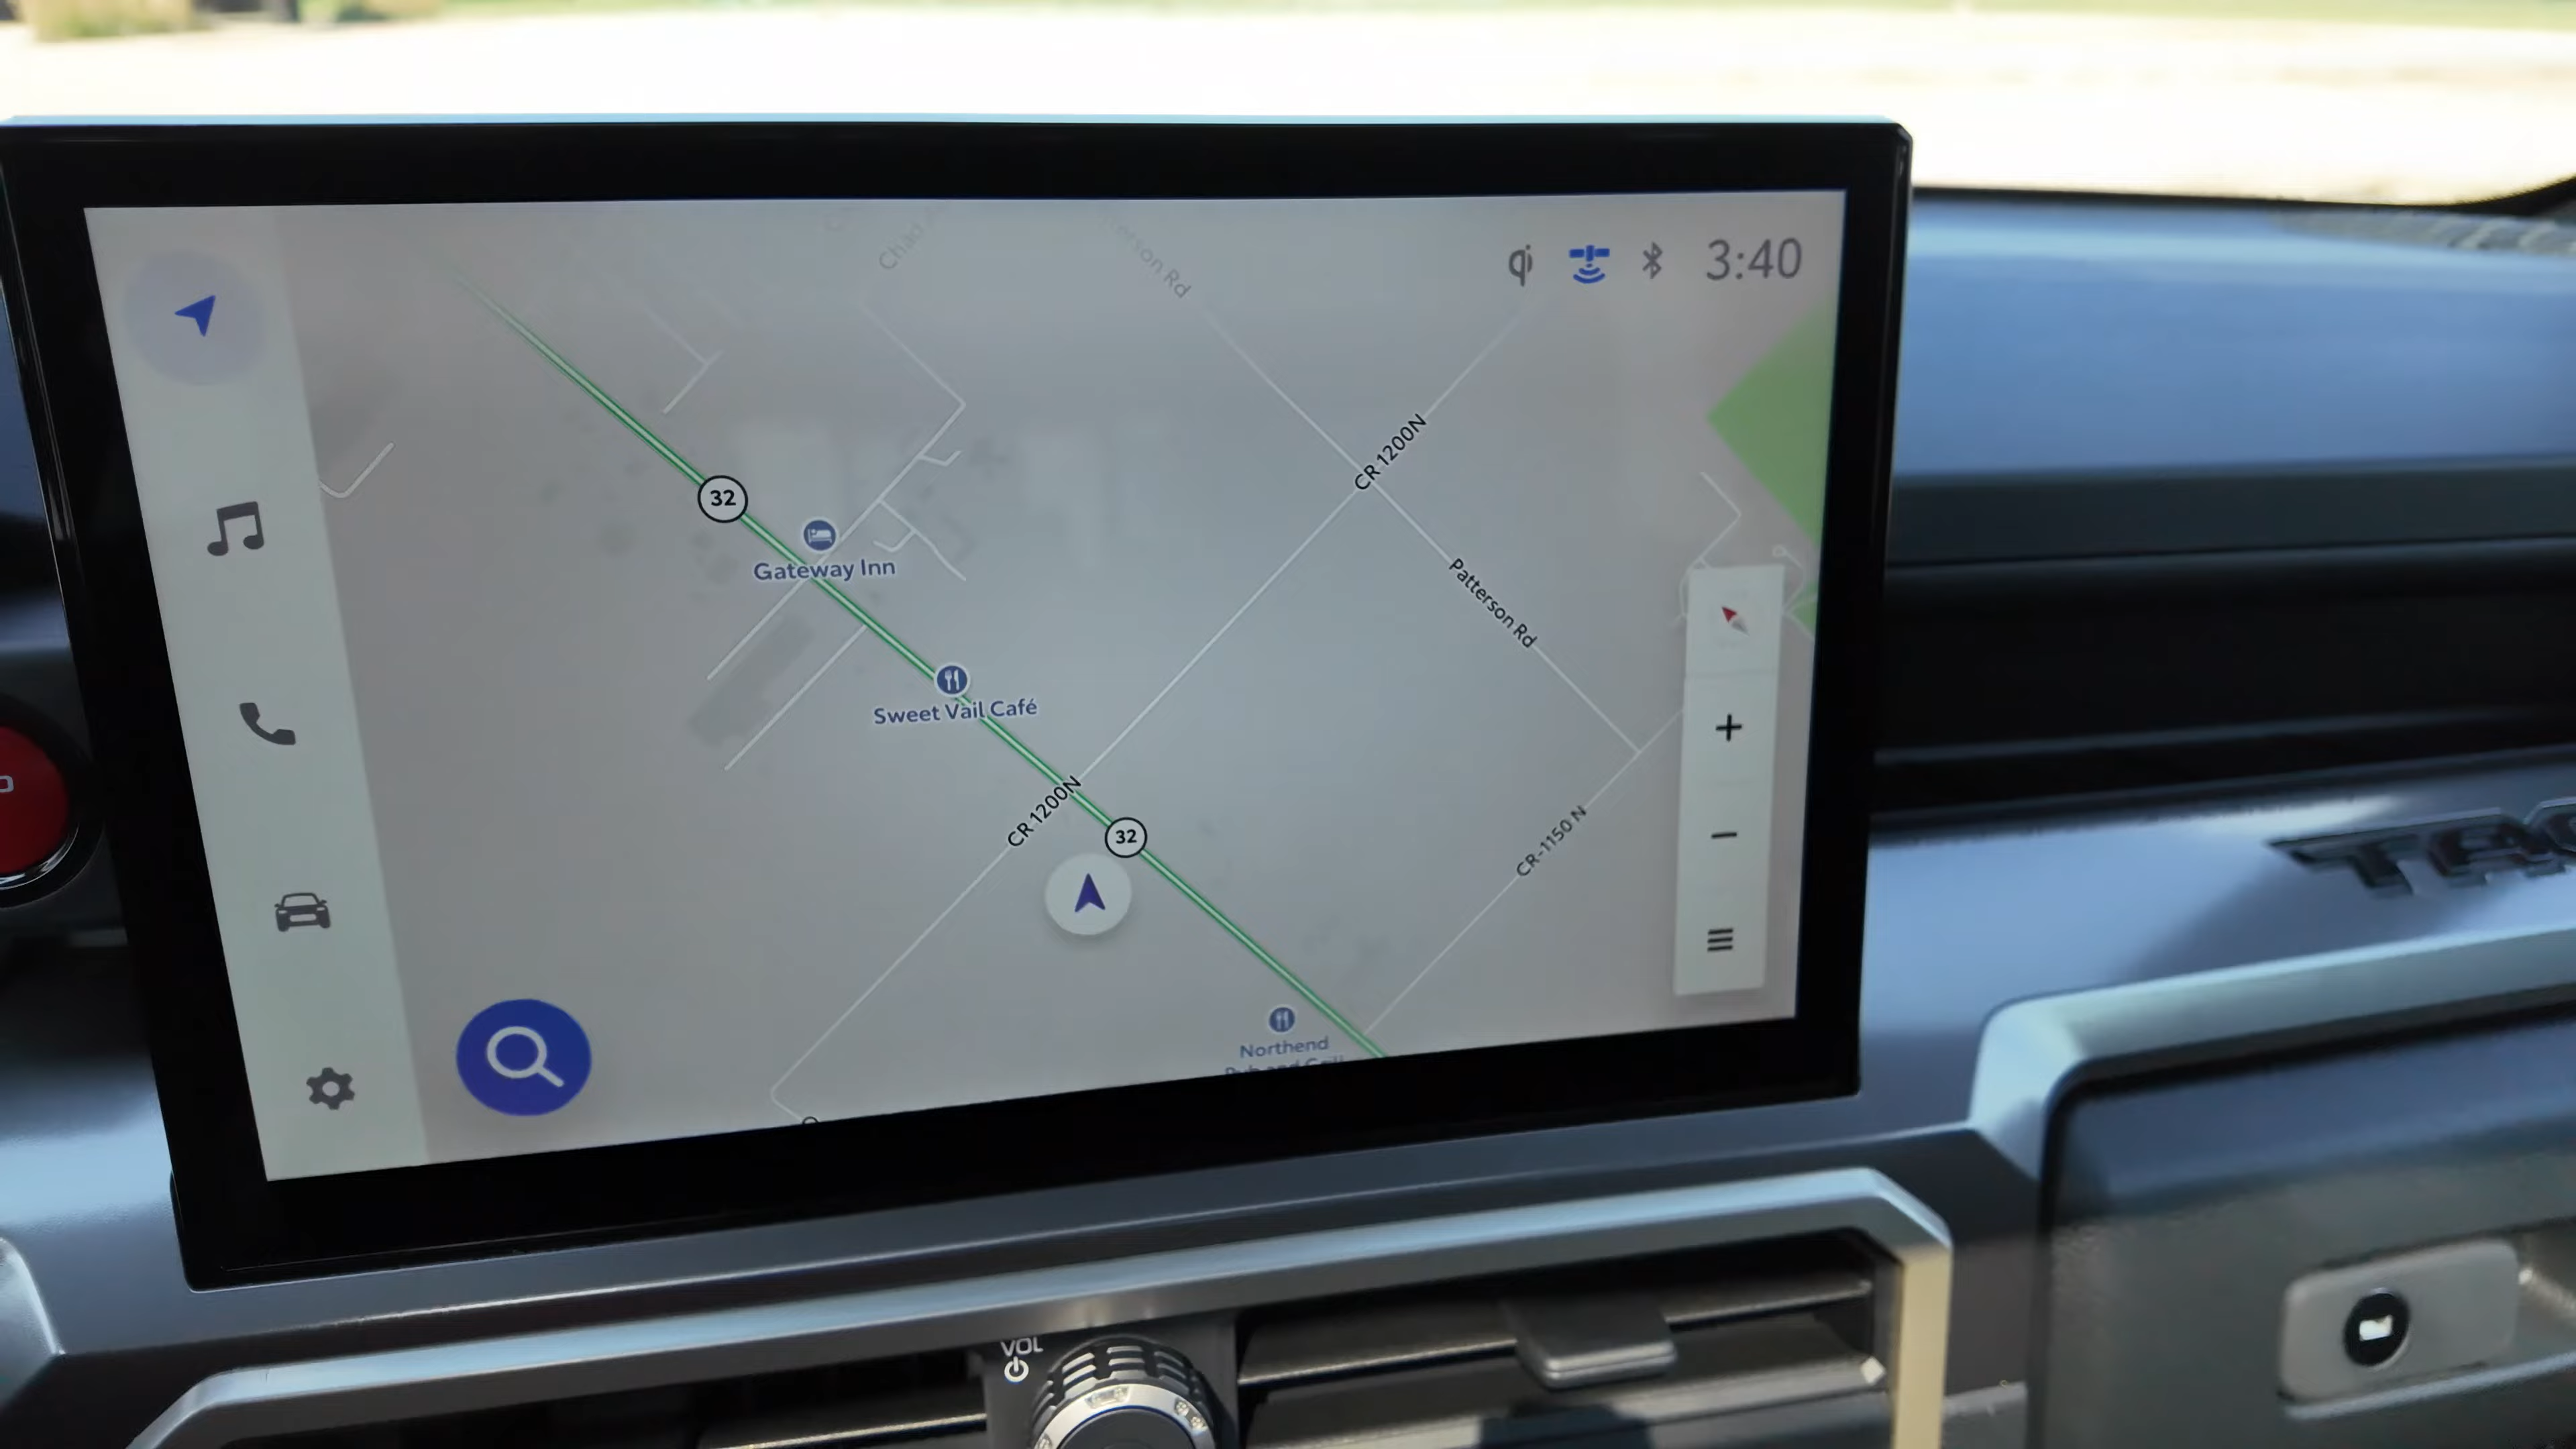 3:40
CR 1200N
32
Gateway Inn
Patterson Rd
Sweet Vail Café
CR 1200N
32
CR-1150 N
Northend
VOL